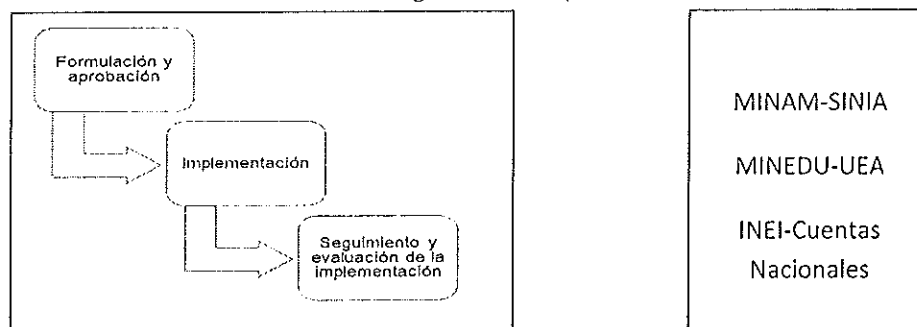 Formulación y
aprobación
Implementación
Seguimiento y
evaluación de la
implementación
MINAM-SINIA
MINEDU-UEA
INEI-Cuentas
Nacionales